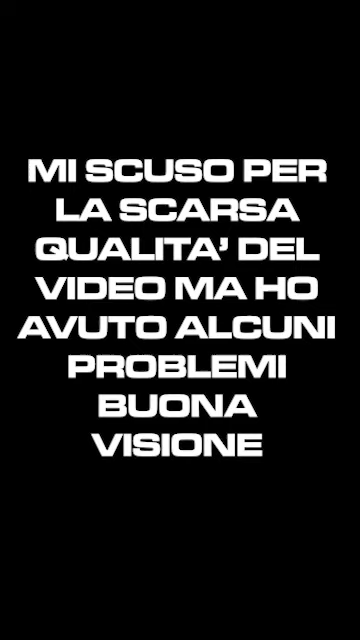 MI SCUSO PER
LA SCARSA
QUALITA' DEL
VIDEO MA HO
AVUTO ALCUNI
PROBLEMI
BUONA
VISIONE